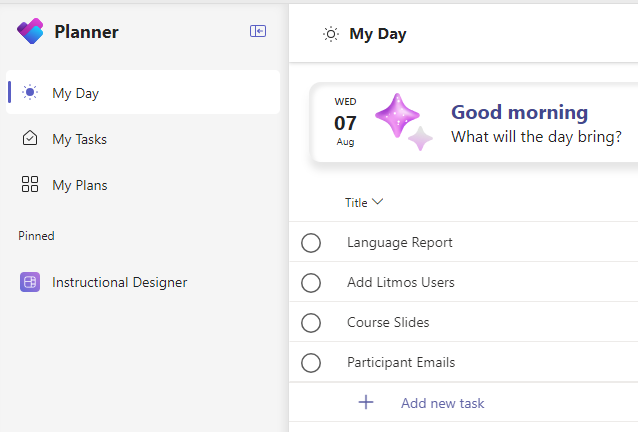 Planner
My Day
My Tasks
My Plans
Pinned
Instructional Designer
My Day
WED
07
Aug
Good morning
What will the day bring?
Title
Language Report
Add Litmos Users
Course Slides
Participant Emails
Add new task